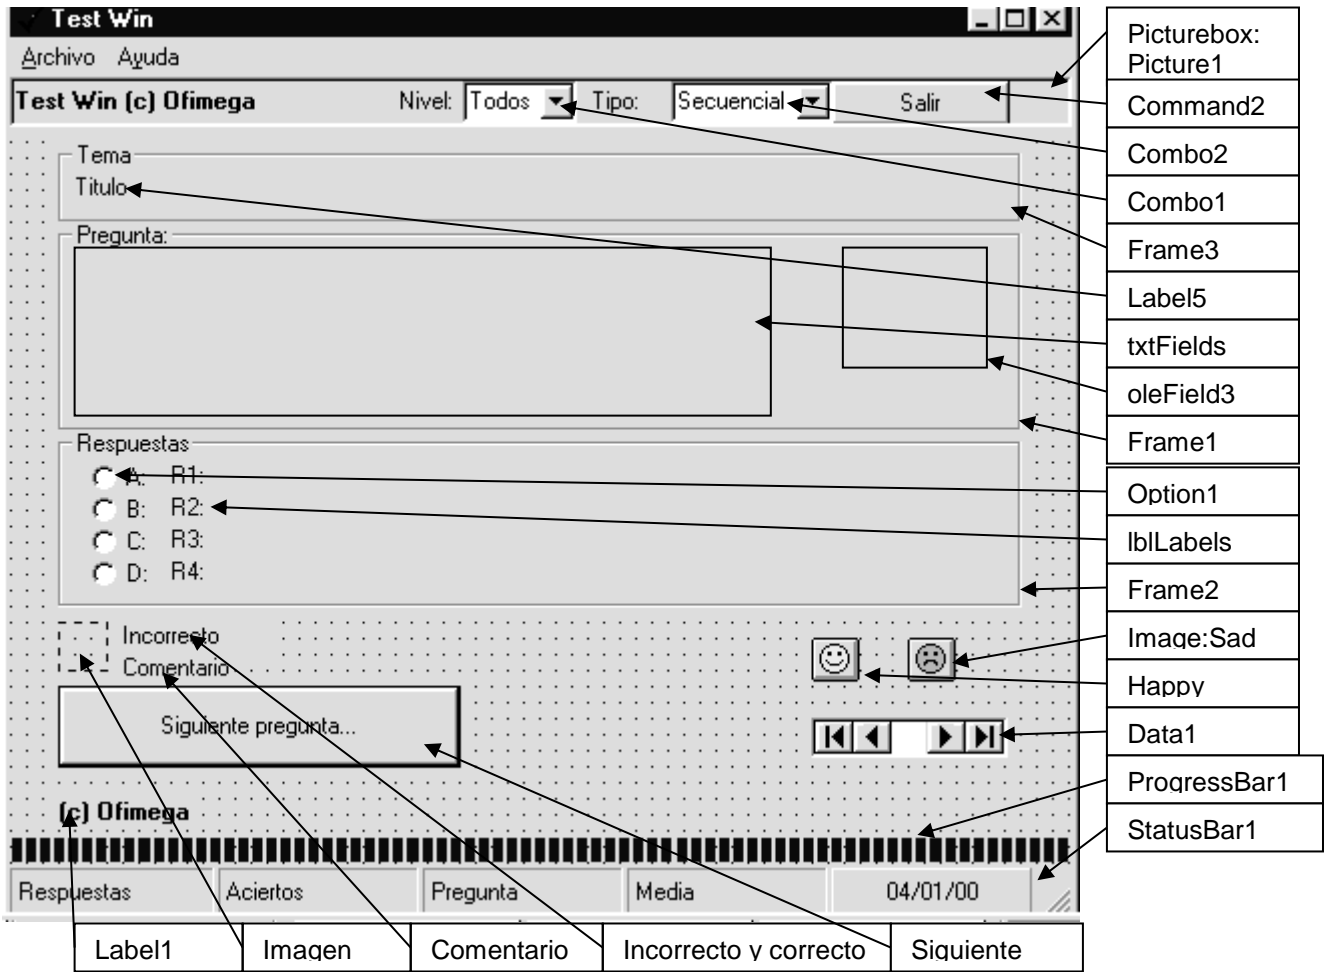 Test Win
Archivo Ayuda
Test Win (c) Ofimega Nivel: Todos Tipo: Secuencial Salir
Tema
Titulo
Pregunta:
Respuestas
A: R1:
B: R2:
C: R3:
D: R4:
Incorrecto
Comentario
Siguiente pregunta...
(c) Ofimega
Respuestas Aciertos Pregunta Media 04/01/00
Picturebox:
Picture1
Command2
Combo2
Combo1
Frame3
Label5
txtFields
oleField3
Frame1
Option1
lblLabels
Frame2
Image:Sad
Happy
Data1
ProgressBar1
StatusBar1
Label1 Imagen Comentario Incorrecto y correcto Siguiente